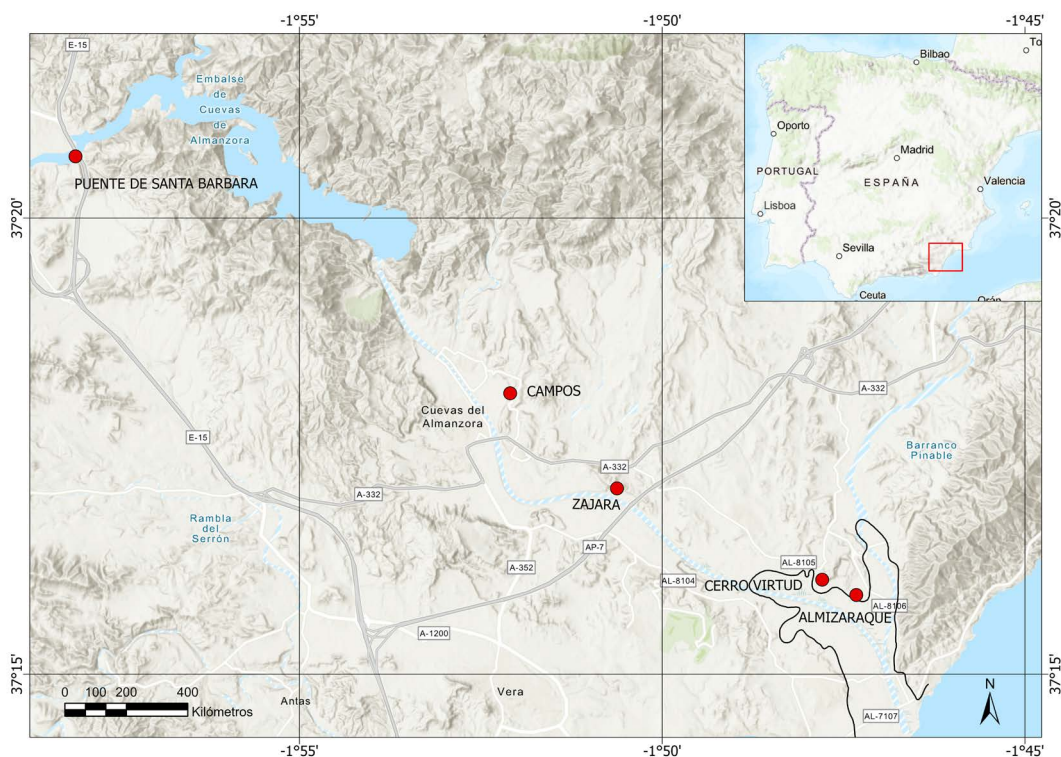 -1°55'
-1°50'
-1°45'
E-15
Embalse
de
Cuevas
de
Almanzora
PUENTE DE SANTA BARBARA
37°20'
37°20'
Bilbao
To
Oporto
Madrid
PORTUGAL
ESPAÑA
Valencia
Lisboa
Sevilla
Ceuta
Orán
CAMPOS
Cuevas del
Almanzora
A-332
E-15
A-332
A-332
ZAJARA
Barranco
Pinable
Rambla
del
Serrón
AP-7
A-352
AL-8104
AL-8105
CERRO VIRTUD
AL-8106
ALMIZARAQUE
A-1200
37°15'
37°15'
0 100 200 400
Kilómetros
Antas
Vera
AL-7107
N
-1°55'
-1°50'
-1°45'